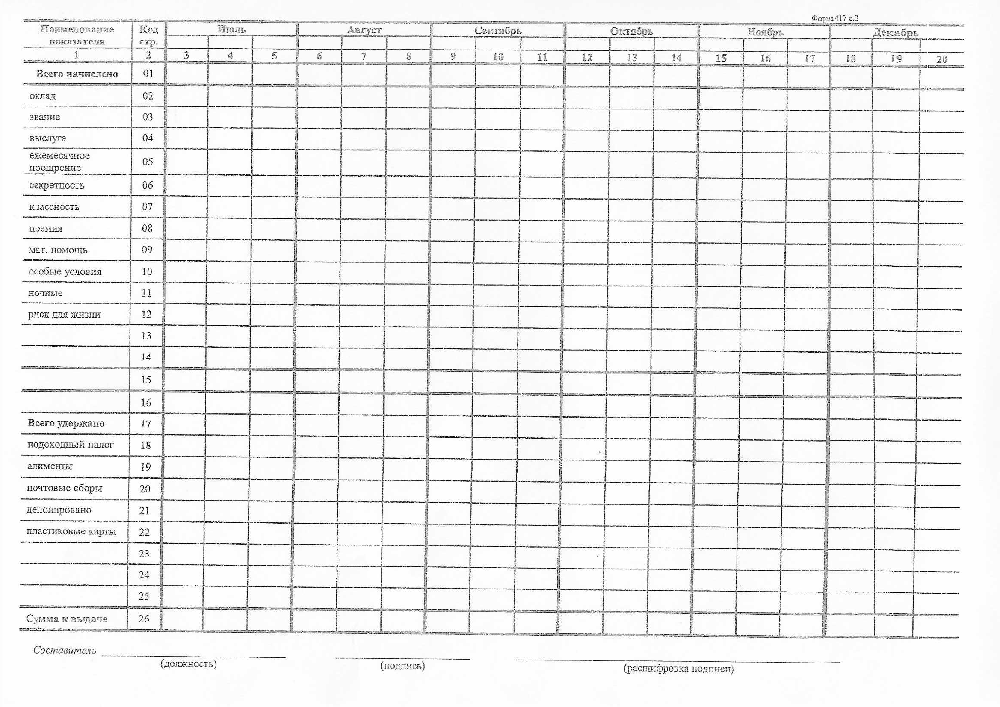 Форма 417 с.3
Наименование показателя Код стр. Июль Август Сентябрь Октябрь Ноябрь Декабрь
1 2 3 4 5 6 7 8 9 10 11 12 13 14 15 16 17 18 19 20
Всего начислено 01
оклад 02
звание 03
выслуга 04
ежемесячное
поощрение 05
секретность 06
классность 07
премия 08
мат. помощь 09
особые условия 10
ночные 11
риск для жизни 12
13
14
15
16
Всего удержано 17
подоходный налог 18
алименты 19
почтовые сборы 20
депонировано 21
пластиковые карты 22
23
24
25
Сумма к выдаче 26
Составитель
(должность) (подпись) (расшифровка подписи)